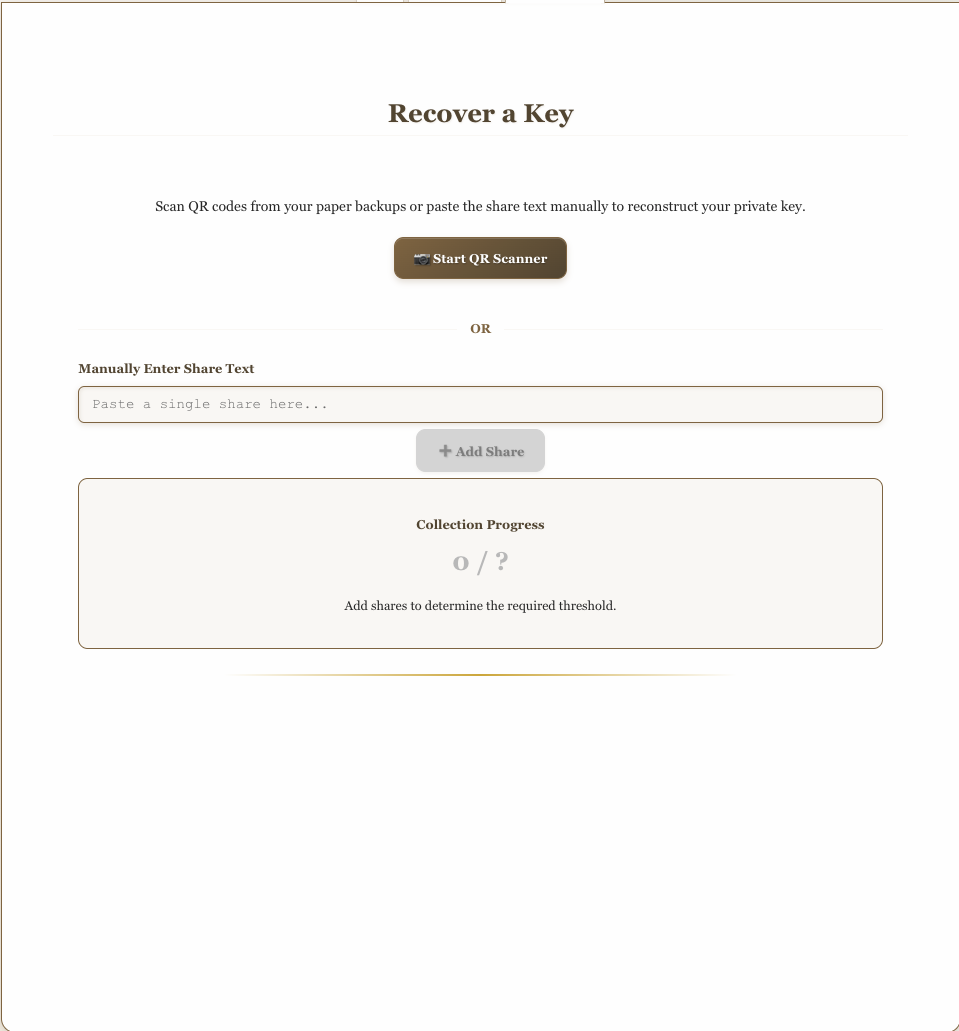 Recover a Key
Scan QR codes from your paper backups or paste the share text manually to reconstruct your private key.
📷 Start QR Scanner
OR
Manually Enter Share Text
Paste a single share here...
➕ Add Share
Collection Progress
0 / ?
Add shares to determine the required threshold.